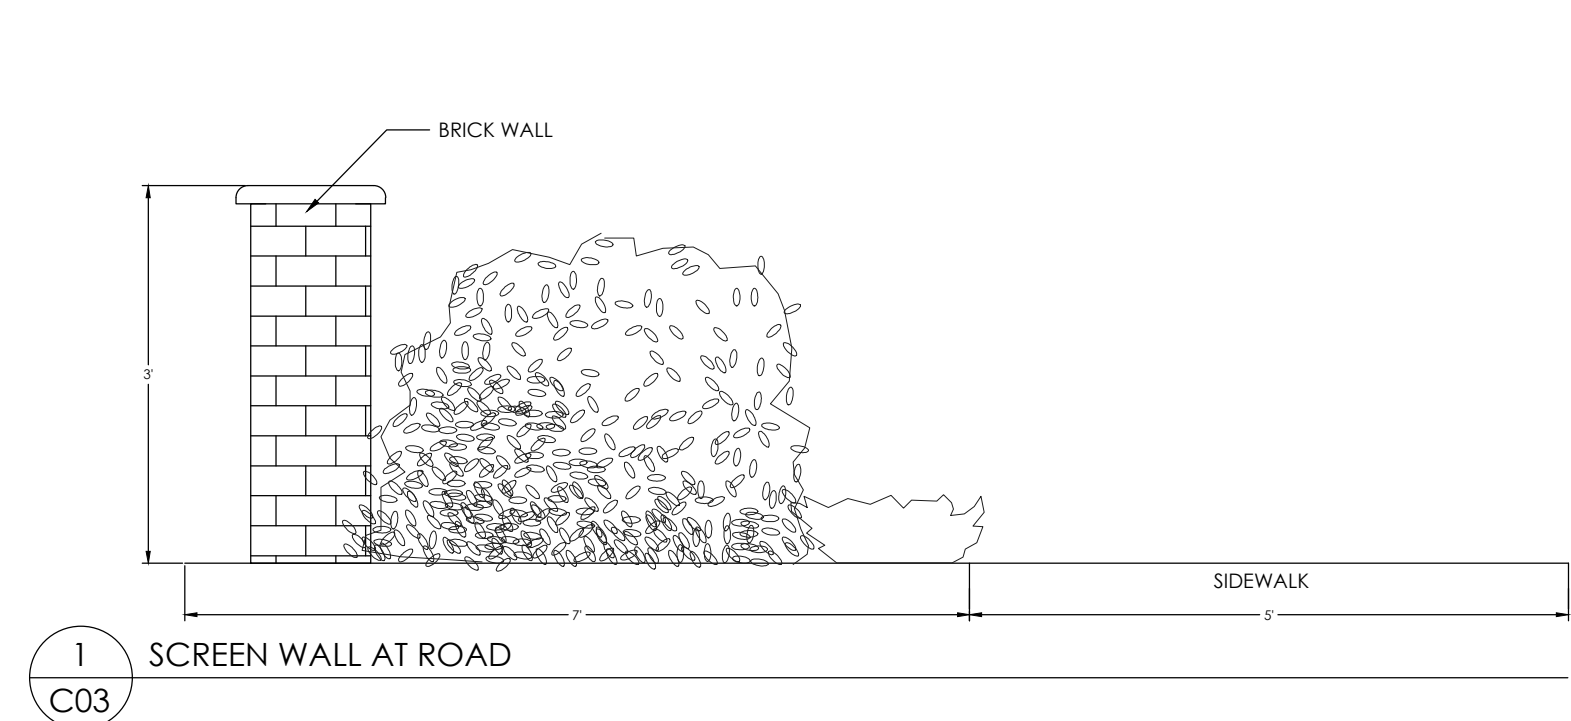 BRICK WALL
3'
SIDEWALK
7'
5'
1
SCREEN WALL AT ROAD
C03